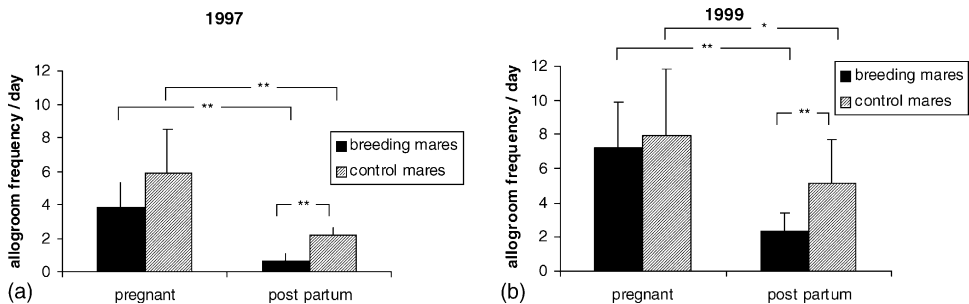 1997
allogroom frequency / day
12
10
8
6
4
2
0
**
**
**
breeding mares
control mares
pregnant
post partum
(a)
1999
allogroom frequency / day
12
10
8
6
4
2
0
*
**
**
breeding mares
control mares
pregnant
post partum
(b)